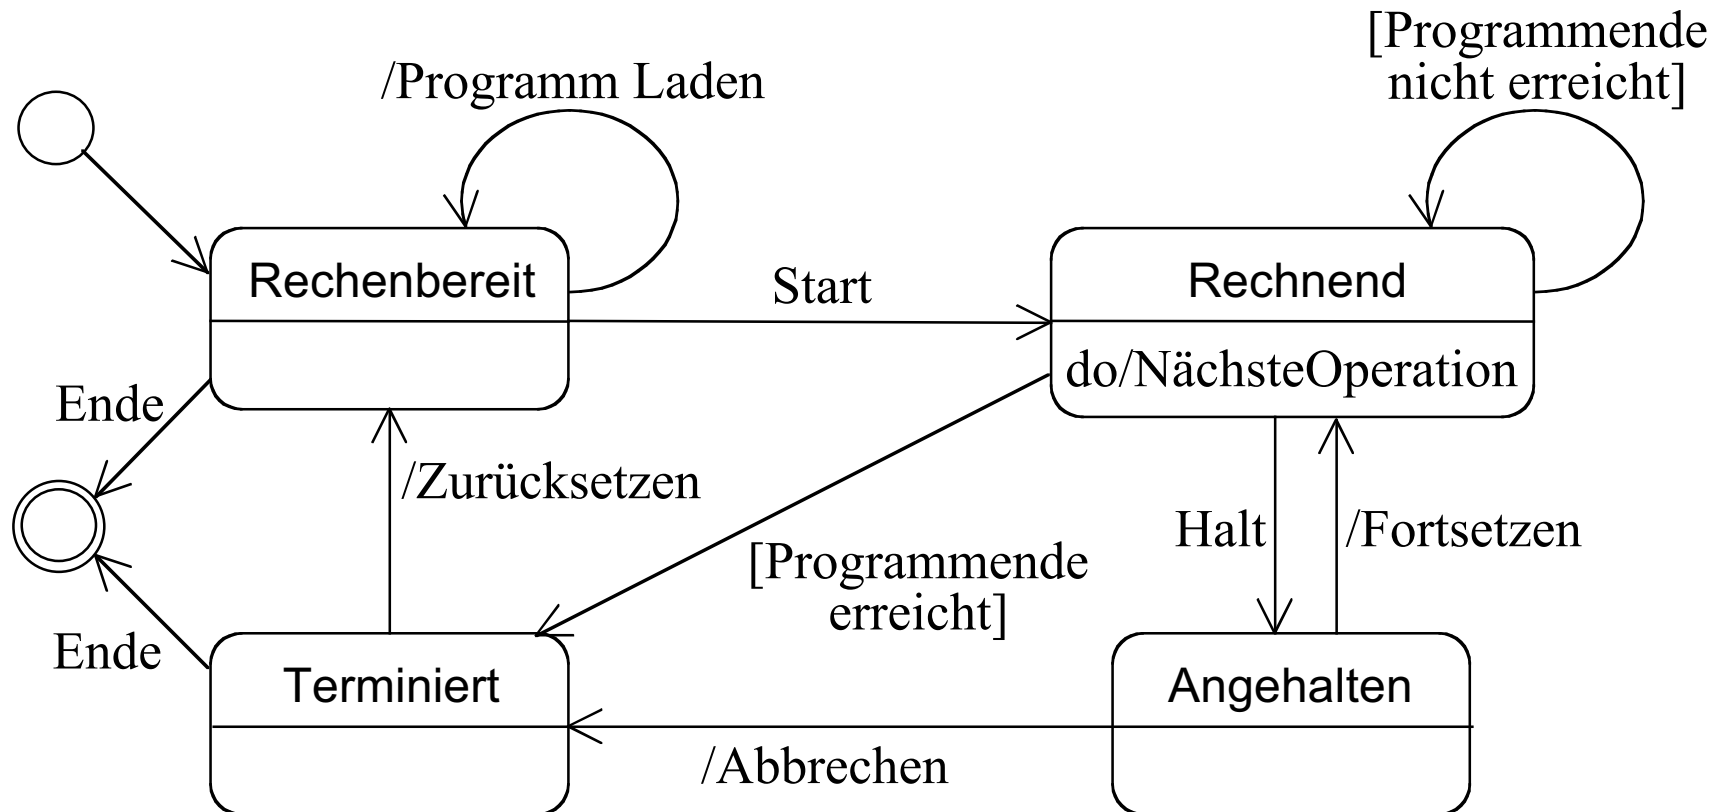 [Programmende
nicht erreicht]
/Programm Laden
Rechenbereit
Start
Rechnend
do/NächsteOperation
Ende
/Zurücksetzen
Halt
/Fortsetzen
[Programmende
erreicht]
Ende
Terminiert
Angehalten
/Abbrechen